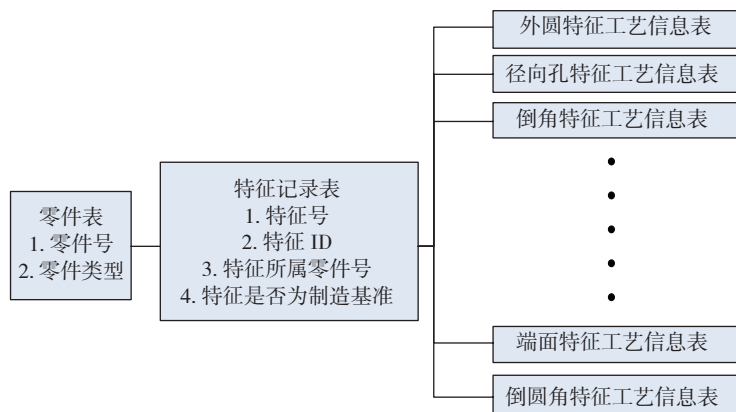 零件表
1. 零件号
2. 零件类型
特征记录表
1. 特征号
2. 特征 ID
3. 特征所属零件号
4. 特征是否为制造基准
外圆特征工艺信息表
径向孔特征工艺信息表
倒角特征工艺信息表
端面特征工艺信息表
倒圆角特征工艺信息表